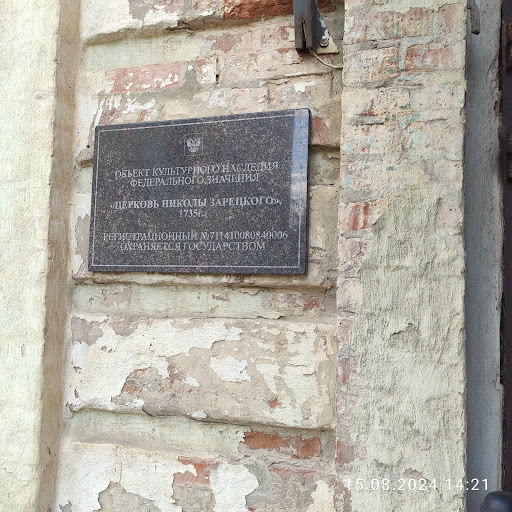 ОБЪЕКТ КУЛЬТУРНОГО НАСЛЕДИЯ
ФЕДЕРАЛЬНОГО ЗНАЧЕНИЯ
«ЦЕРКОВЬ НИКОЛЫ ЗАРЕЦКОГО»,
1735г.
РЕГИСТРАЦИОННЫЙ №711410080840006
ОХРАНЯЕТСЯ ГОСУДАРСТВОМ
15.08.2024 14:21